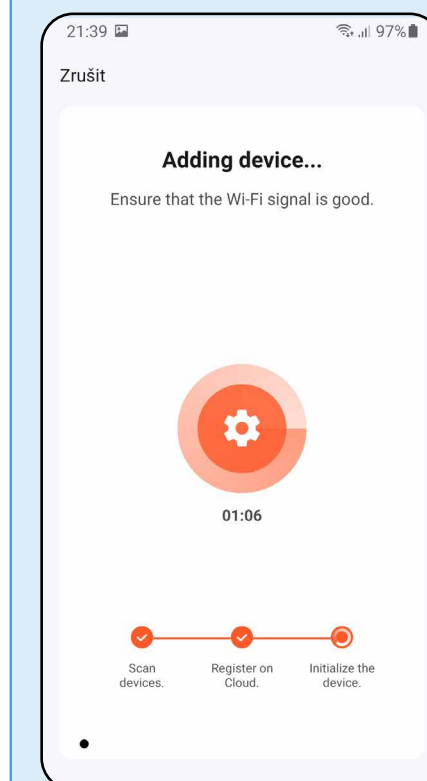 21:39 97%
Zrušit
Adding device...
Ensure that the Wi-Fi signal is good.
01:06
Scan devices.
Register on Cloud.
Initialize the device.